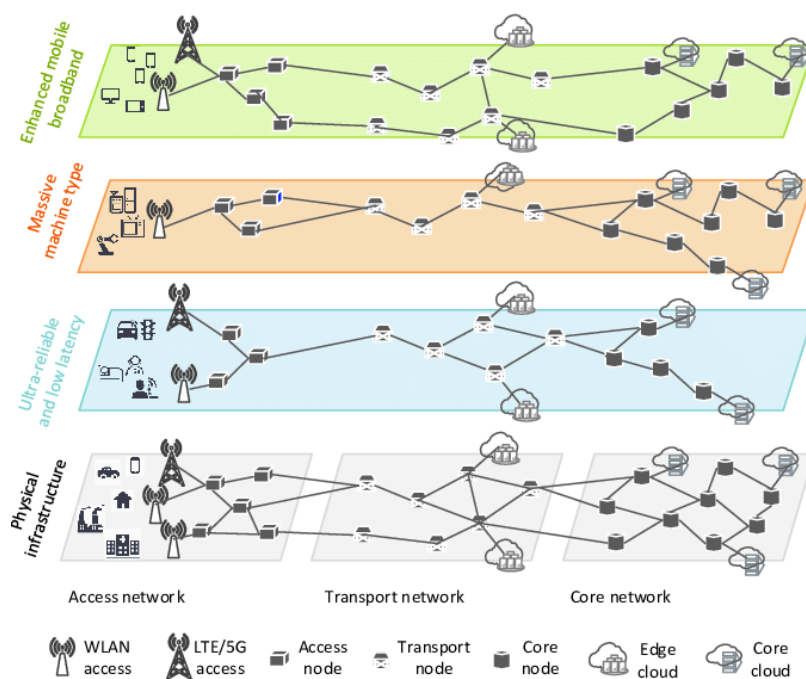 Enhanced mobile
broadband
Massive
machine type
Ultra-reliable
and low latency
Physical
infrastructure
Access network
Transport network
Core network
WLAN
access
LTE/5G
access
Access
node
Transport
node
Core
node
Edge
cloud
Core
cloud